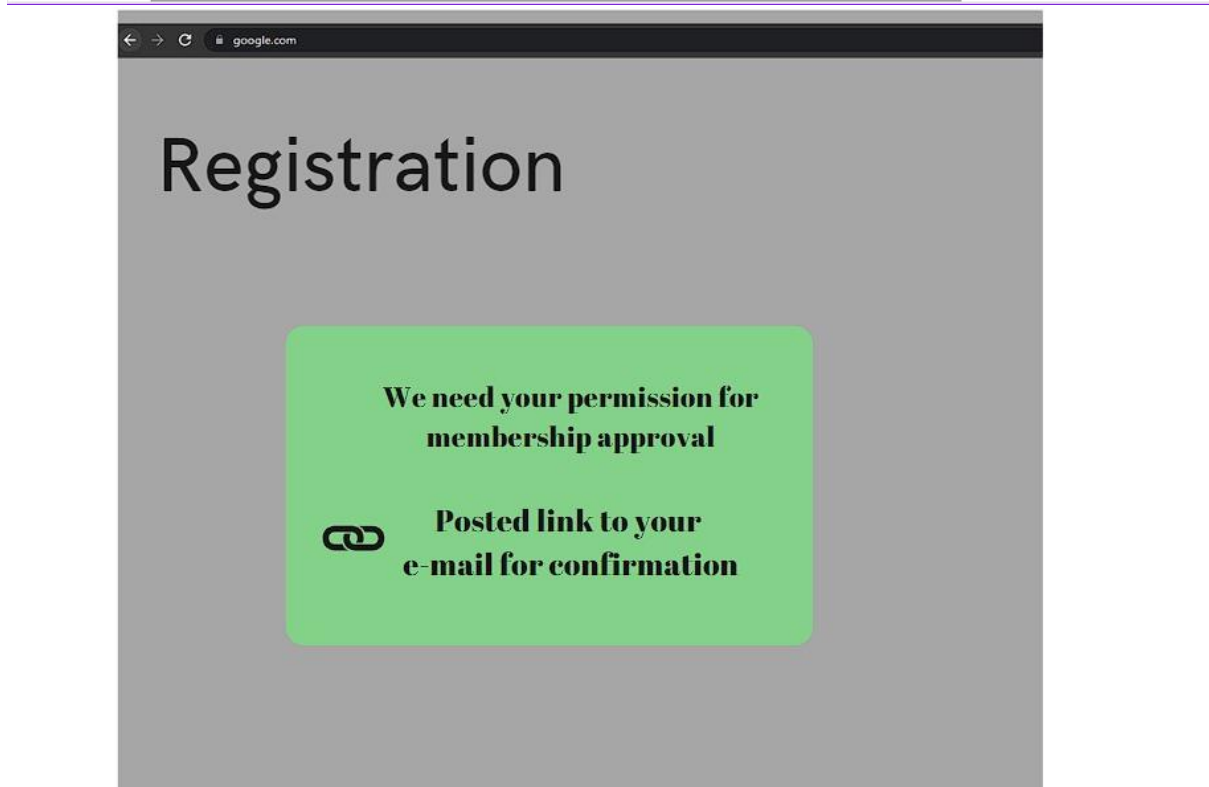 google.com
Registration
We need your permission for
membership approval
Posted link to your
e-mail for confirmation